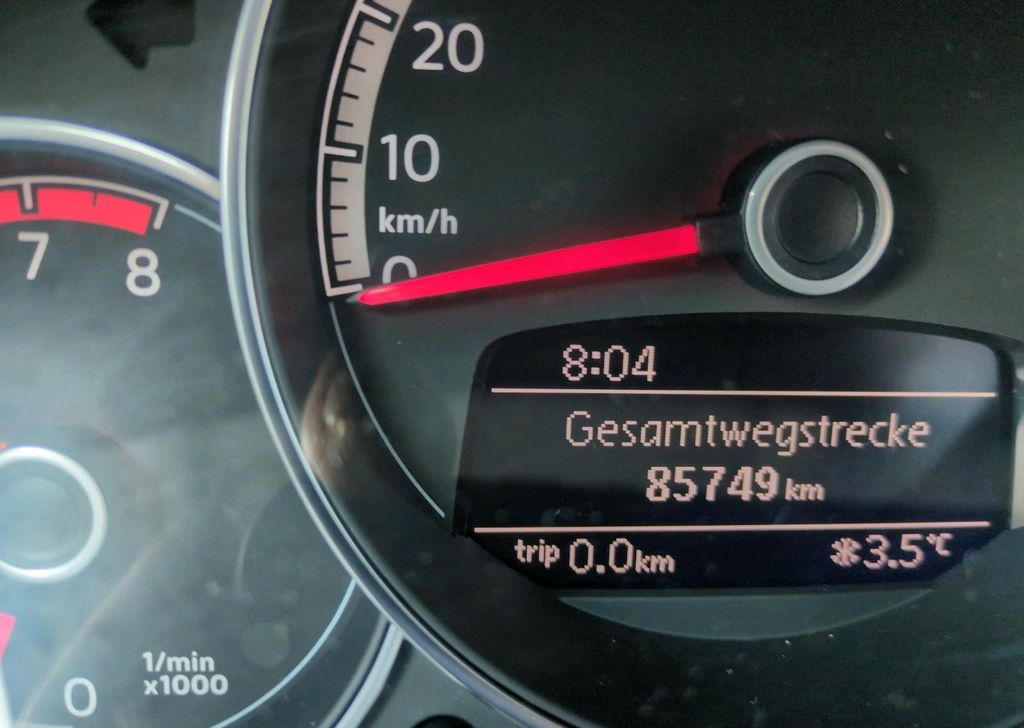 20
10
km/h
0
7
8
8:04
Gesamtwegstrecke
85749 km
trip 0.0km
3.5°C
1/min
x1000
0